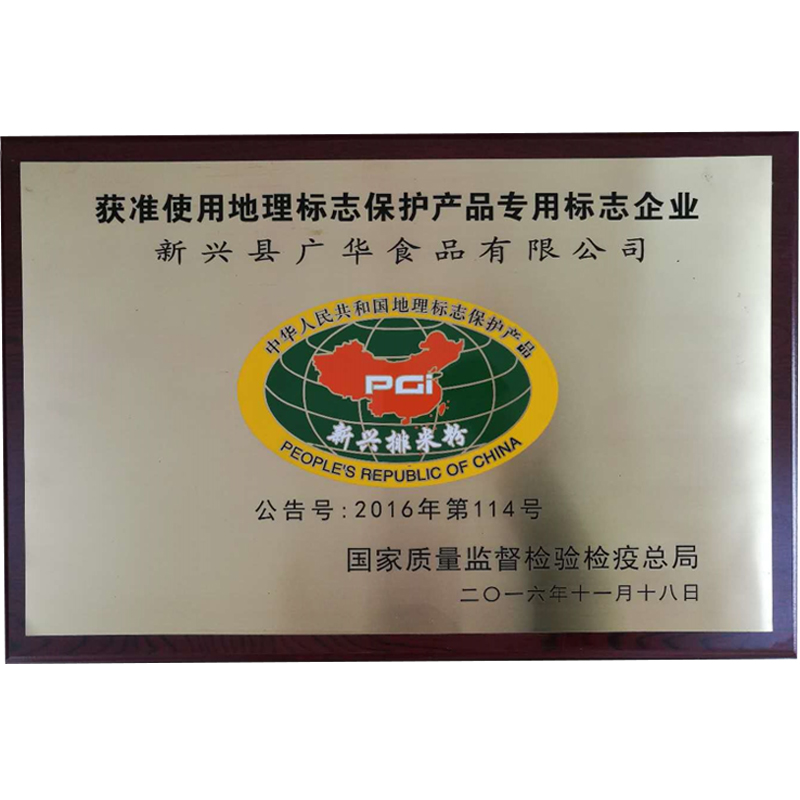 获准使用地理标志保护产品专用标志企业
新兴县广华食品有限公司
中华人民共和国地理标志保护产品
PGi
新兴排米粉
PEOPLE'S REPUBLIC OF CHINA
公告号:2016年第114号
国家质量监督检验检疫总局
二〇一六年十一月十八日